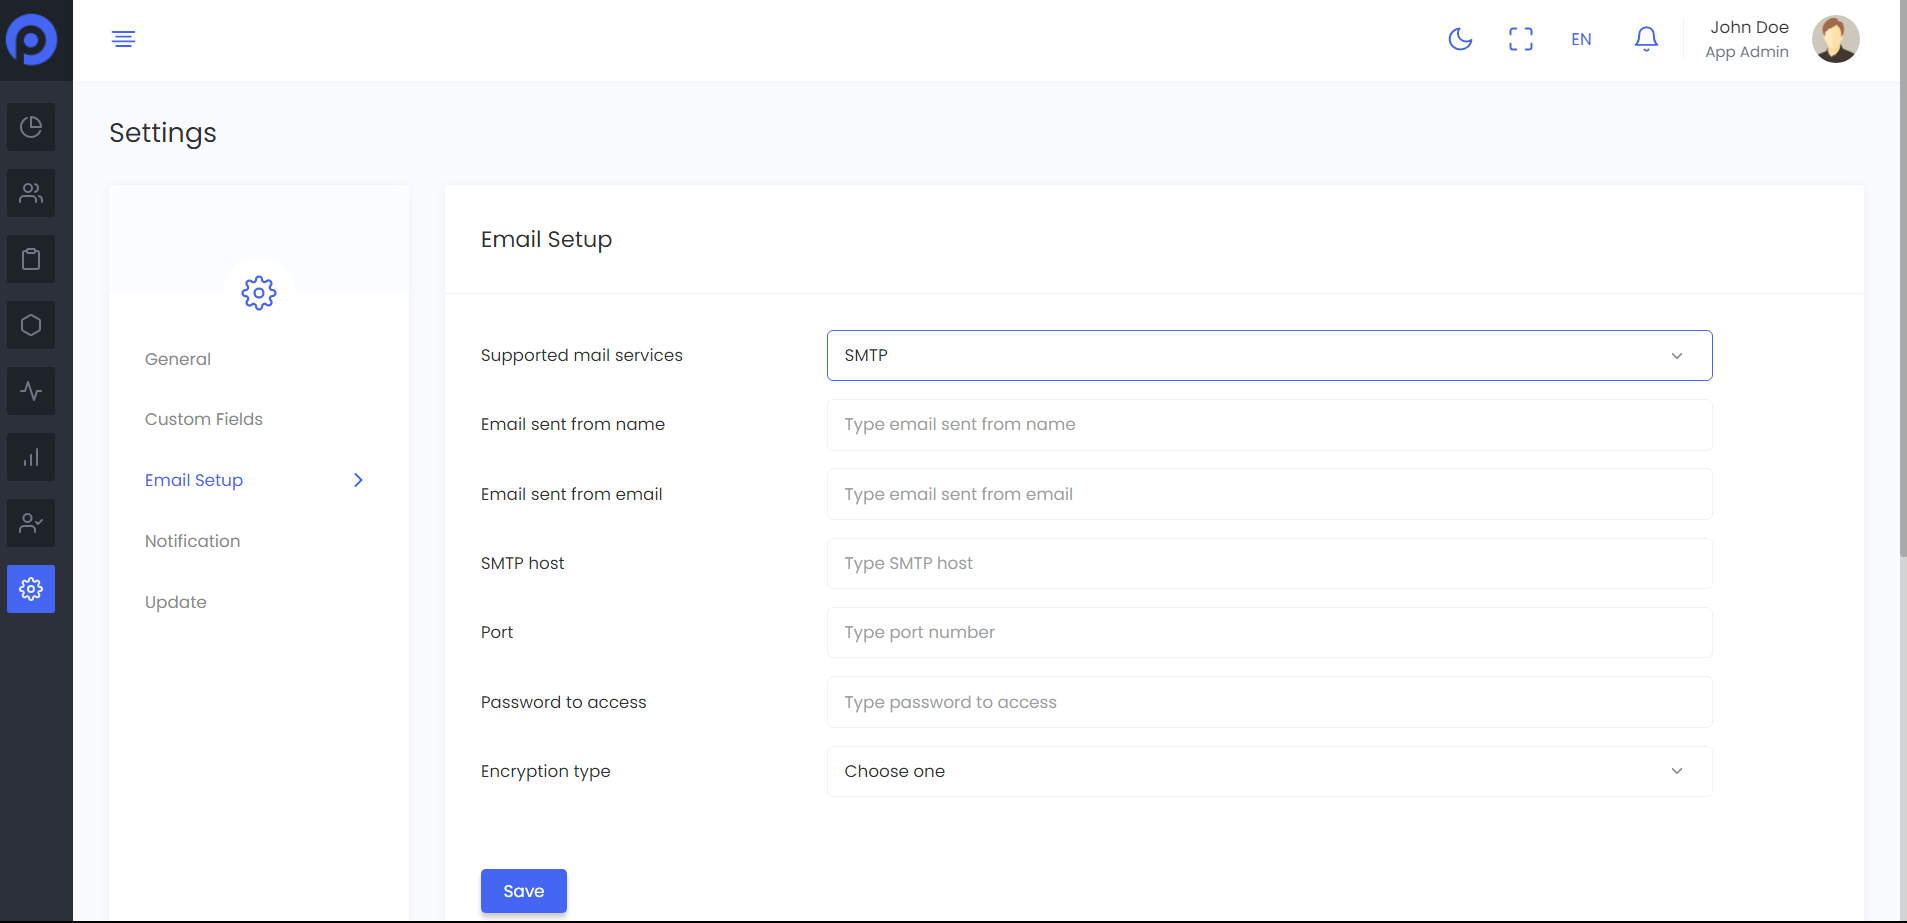 EN
John Doe
App Admin
Settings
General
Custom Fields
Email Setup
Notification
Update
Email Setup
Supported mail services
SMTP
Email sent from name
Type email sent from name
Email sent from email
Type email sent from email
SMTP host
Type SMTP host
Port
Type port number
Password to access
Type password to access
Encryption type
Choose one
Save